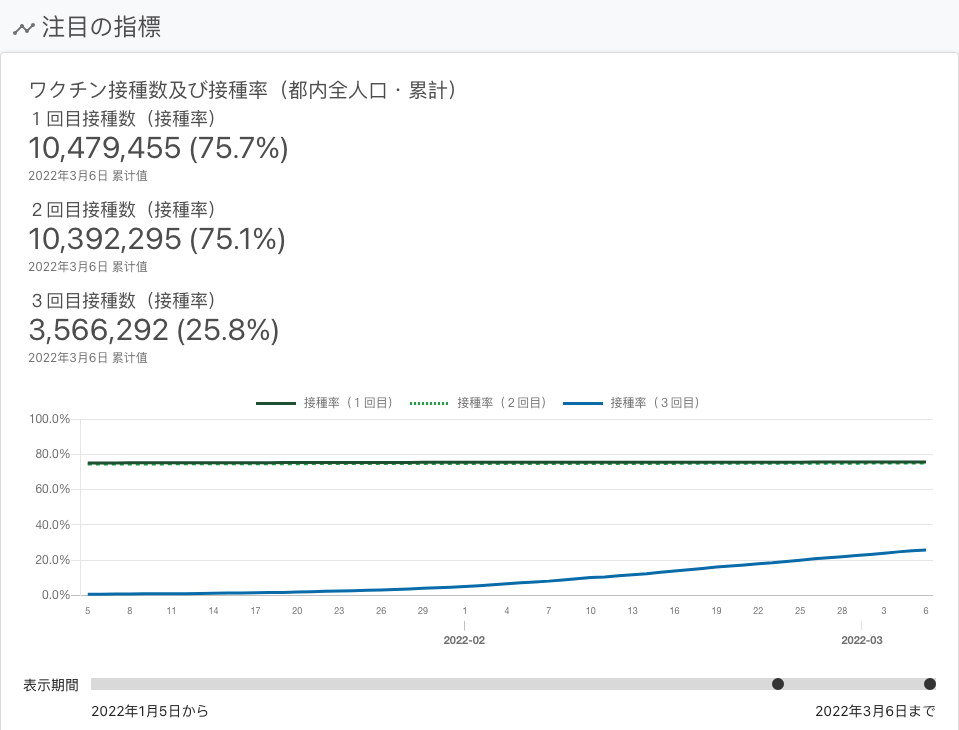 注目の指標
ワクチン接種数及び接種率（都内全人口・累計）
１回目接種数（接種率）
10,479,455 (75.7%)
2022年3月6日 累计值
２回目接種数（接種率）
10,392,295 (75.1%)
2022年3月6日 累计值
３回目接種数（接種率）
3,566,292 (25.8%)
2022年3月6日 累计值
接種率（１回目） 接種率（２回目） 接種率（３回目）
100.0%
80.0%
60.0%
40.0%
20.0%
0.0%
5 8 11 14 17 20 23 26 29 1 4 7 10 13 16 19 22 25 28 3 6
2022-02 2022-03
表示期間
2022年1月5日から 2022年3月6日まで